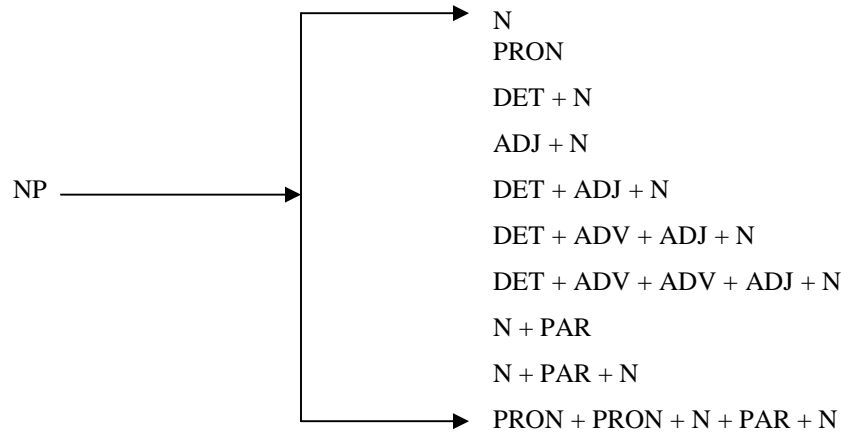 N
PRON
DET + N
ADJ + N
NP
DET + ADJ + N
DET + ADV + ADJ + N
DET + ADV + ADV + ADJ + N
N + PAR
N + PAR + N
PRON + PRON + N + PAR + N